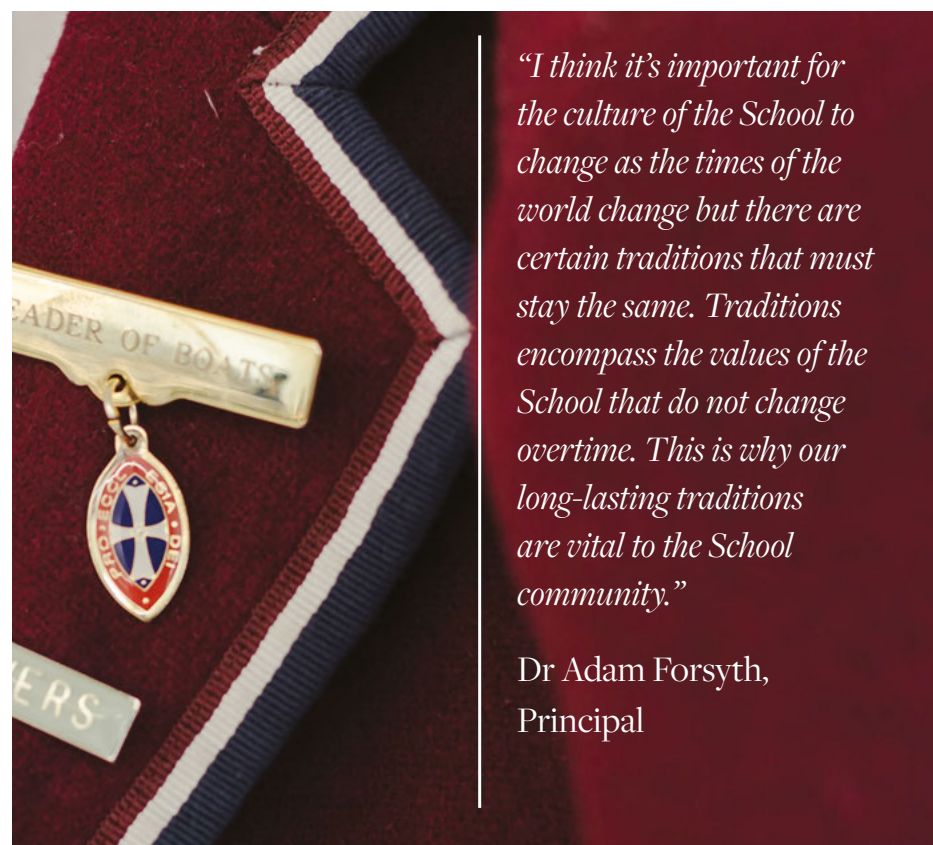 EADER OF BOATS
PRO ECCLESIA DEI
ERS
“I think it’s important for
the culture of the School to
change as the times of the
world change but there are
certain traditions that must
stay the same. Traditions
encompass the values of the
School that do not change
overtime. This is why our
long-lasting traditions
are vital to the School
community.”
Dr Adam Forsyth,
Principal